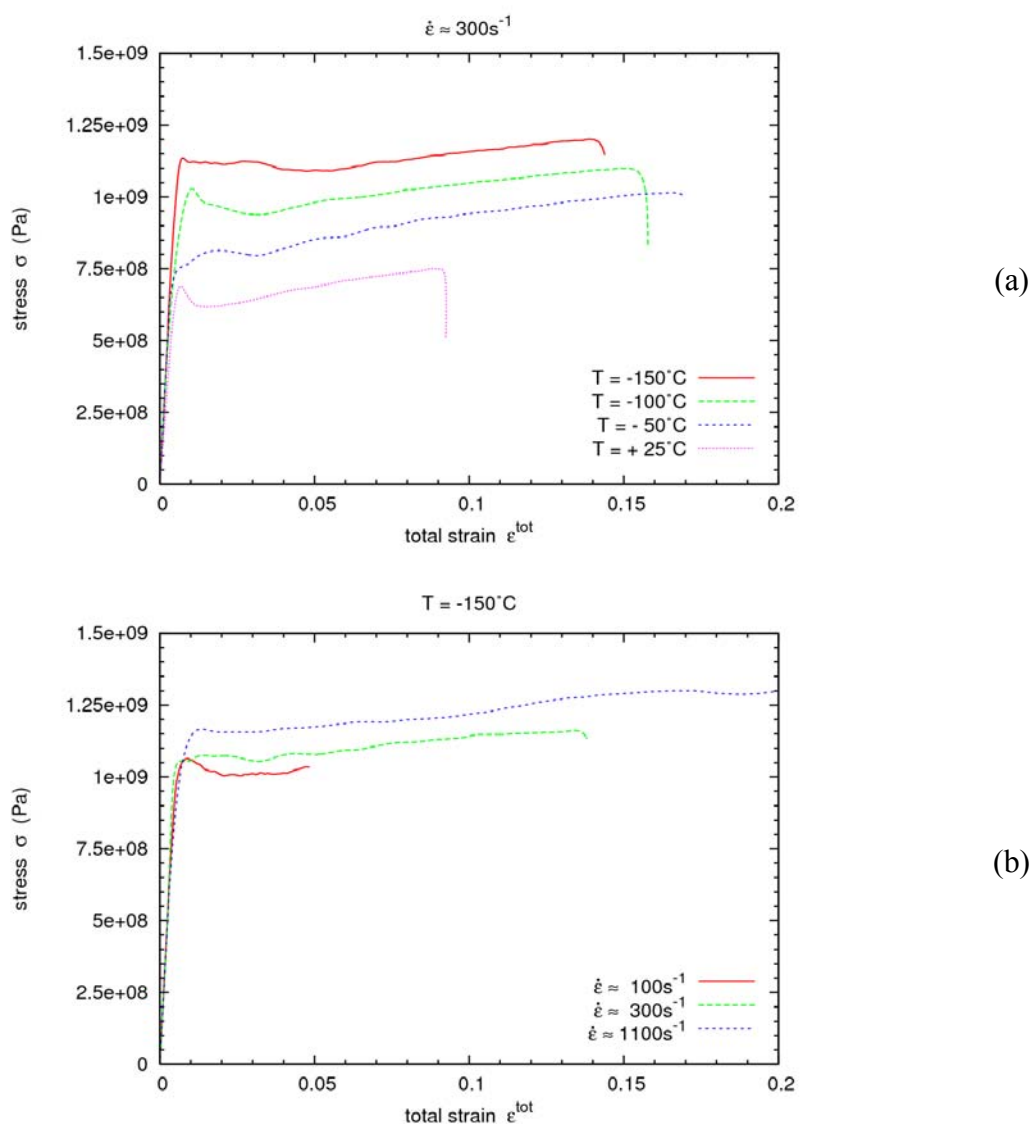 ε̇ ≈ 300s⁻¹
1.5e+09
1.25e+09
1e+09
7.5e+08
5e+08
2.5e+08
0
stress σ (Pa)
T = -150°C
T = -100°C
T = - 50°C
T = + 25°C
0 0.05 0.1 0.15 0.2
total strain εᵗᵒᵗ
(a)
T = -150°C
1.5e+09
1.25e+09
1e+09
7.5e+08
5e+08
2.5e+08
0
stress σ (Pa)
ε̇ ≈ 100s⁻¹
ε̇ ≈ 300s⁻¹
ε̇ ≈ 1100s⁻¹
0 0.05 0.1 0.15 0.2
total strain εᵗᵒᵗ
(b)